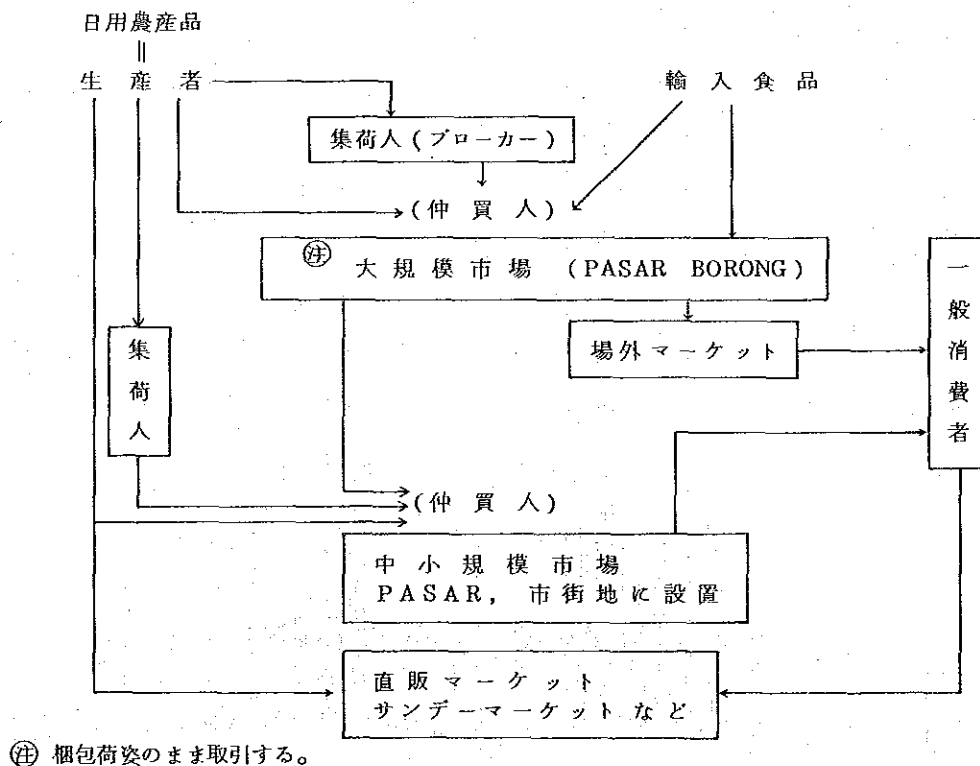 日用農産品
||
生産者
輸入食品
集荷人(ブローカー)
(仲買人)
㊟ 大規模市場 (PASAR BORONG)
場外マーケット
一般消費者
集荷人
(仲買人)
中小規模市場
PASAR, 市街地に設置
直販マーケット
サンデーマーケットなど
㊟ 梱包荷姿のまま取引する。